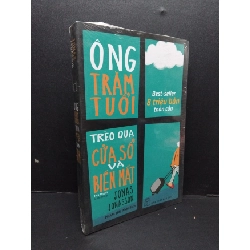 ÔNG
TRĂM
TUỔI
Best-seller
8 triệu bản
toàn cầu
TRÈO QUA
CỬA SỔ
VÀ
BIẾN MẤT
JONAS
JONASSON